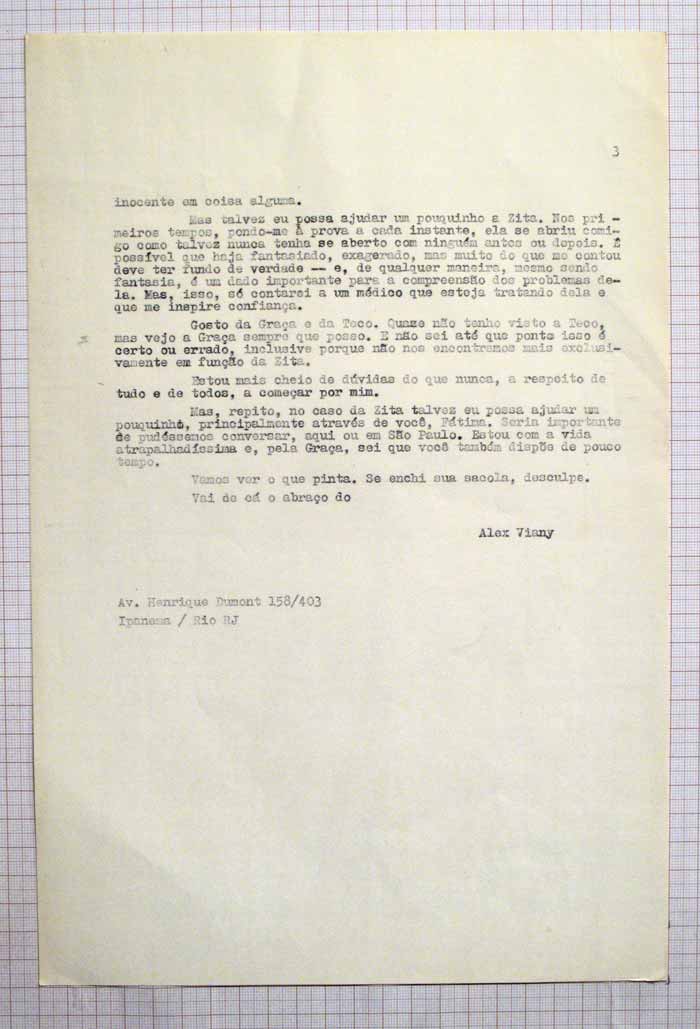 3
inocente em coisa alguma.
Mas talvez eu possa ajudar um pouquinho a Zita. Nos pri -
meiros tempos, pondo-me à prova a cada instante, ela se abriu comi-
go como talvez nunca tenha se aberto com ninguém antes ou depois. É
possível que haja fantasiado, exagerado, mas muito do que me contou
deve ter fundo de verdade -- e, de qualquer maneira, mesmo sendo
fantasia, é um dado importante para a compreensão dos problemas de-
la. Mas, isso, só contarei a um médico que esteja tratando dela e
que me inspire confiança.
Gosto da Graça e da Teco. Quaze não tenho visto a Teco,
mas vejo a Graça sempre que posso. E não sei até que ponto isso é
certo ou errado, inclusive porque não nos encontremos mais exclusi-
vamente em função da Zita.
Estou mais cheio de dúvidas do que nunca, a respeito de
tudo e de todos, a começar por mim.
Mas, repito, no caso da Zita talvez eu possa ajudar um
pouquinho, principalmente através de você, Fátima. Seria importante
se pudéssemos conversar, aqui ou em São Paulo. Estou com a vida
atrapalhadíssima e, pela Graça, sei que você também dispõe de pouco
tempo.
Vamos ver o que pinta. Se enchi sua sacola, desculpe.
Vai de cá o abraço do
Alex Viany
Av. Henrique Dumont 158/403
Ipanema / Rio RJ